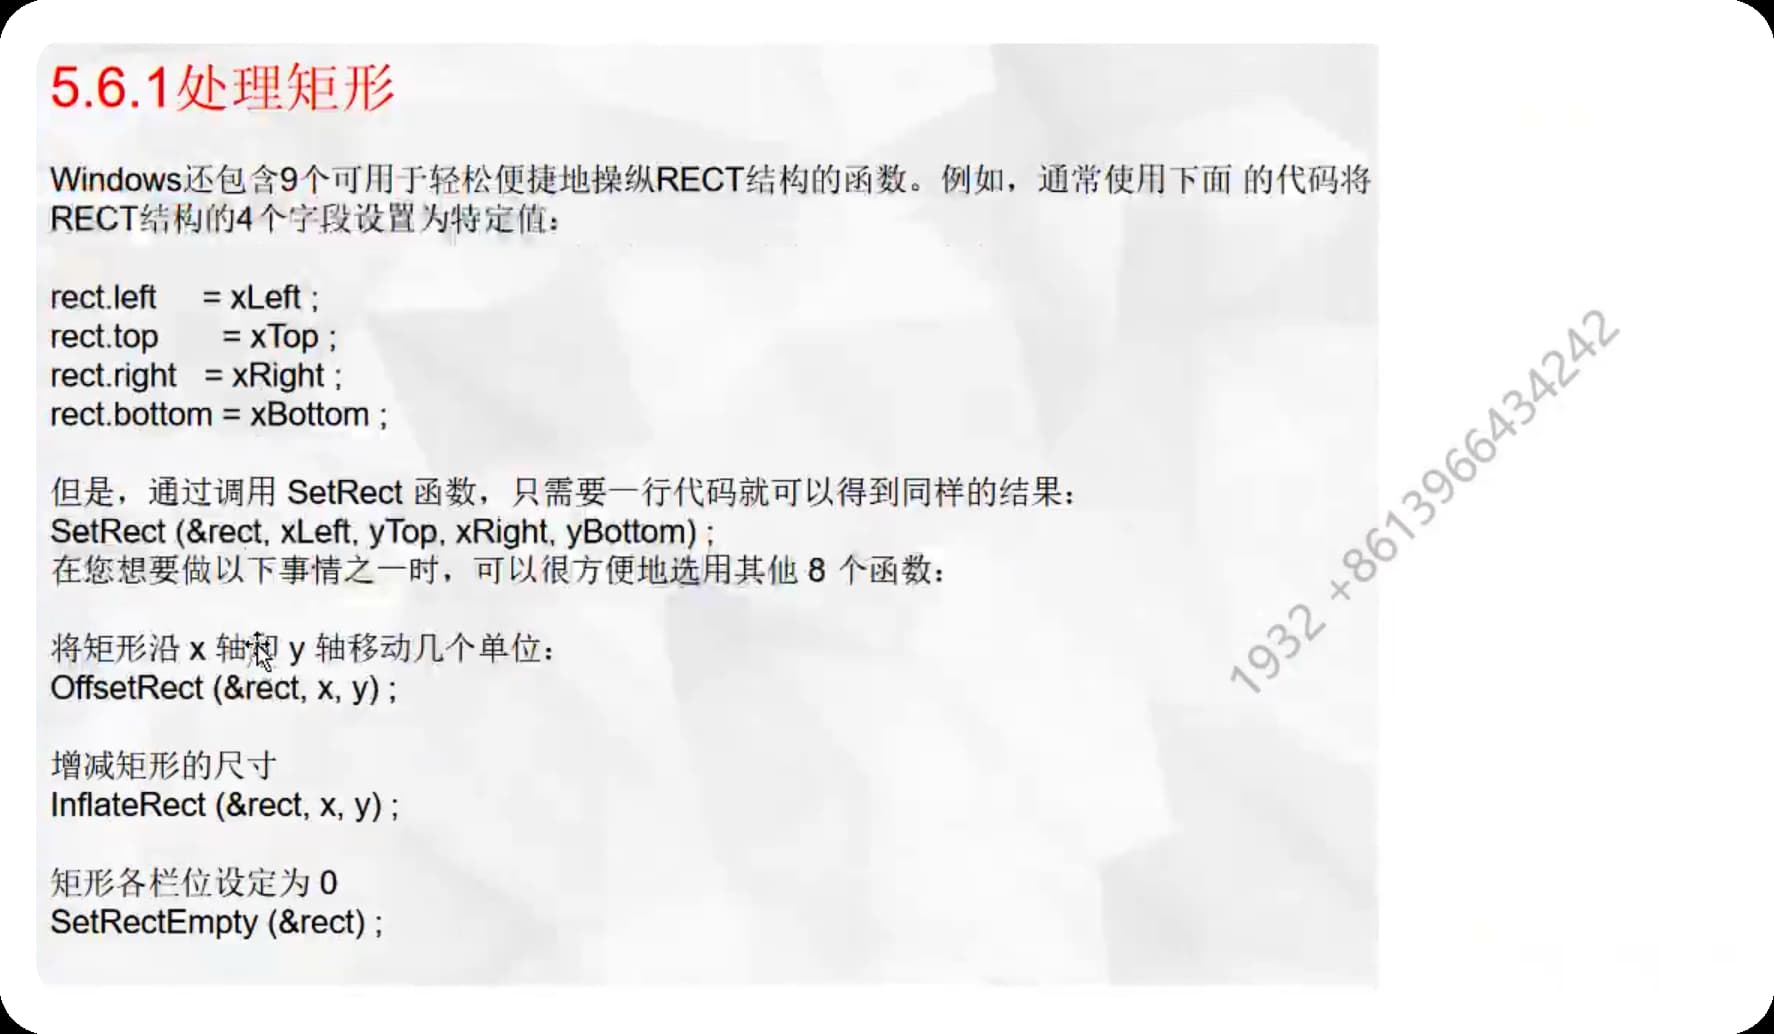 5.6.1处理矩形
Windows还包含9个可用于轻松便捷地操纵RECT结构的函数。例如，通常使用下面 的代码将
RECT结构的4个字段设置为特定值：
rect.left = xLeft ;
rect.top = xTop ;
rect.right = xRight ;
rect.bottom = xBottom ;
但是，通过调用 SetRect 函数，只需要一行代码就可以得到同样的结果：
SetRect (&rect, xLeft, yTop, xRight, yBottom) ;
在您想要做以下事情之一时，可以很方便地选用其他 8 个函数：
将矩形沿 x 轴和 y 轴移动几个单位：
OffsetRect (&rect, x, y) ;
增减矩形的尺寸
InflateRect (&rect, x, y) ;
矩形各栏位设定为 0
SetRectEmpty (&rect) ;
1932 +8613966434242